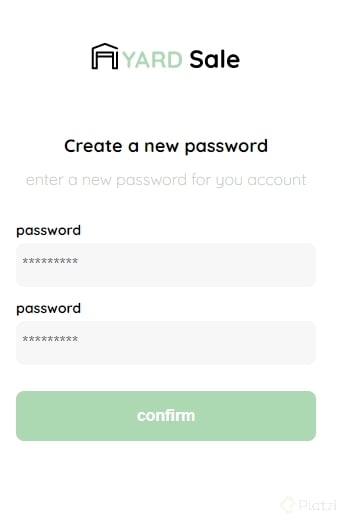 YARD Sale
Create a new password
enter a new password for you account
password
*********
password
*********
confirm
Platzi